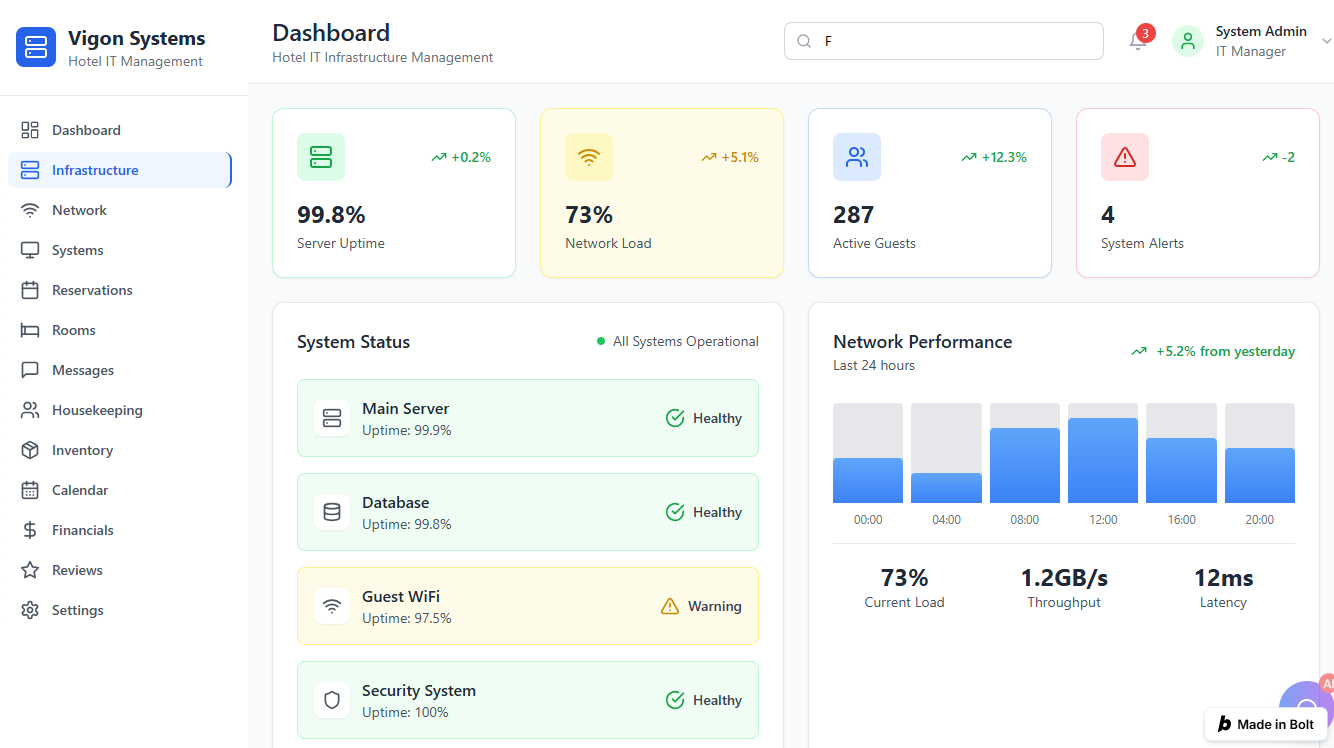 Vigon Systems
Hotel IT Management
Dashboard
Infrastructure
Network
Systems
Reservations
Rooms
Messages
Housekeeping
Inventory
Calendar
Financials
Reviews
Settings
Dashboard
Hotel IT Infrastructure Management
F
3
System Admin
IT Manager
+0.2%
99.8%
Server Uptime
+5.1%
73%
Network Load
+12.3%
287
Active Guests
-2
4
System Alerts
System Status
All Systems Operational
Main Server
Uptime: 99.9%
Healthy
Database
Uptime: 99.8%
Healthy
Guest WiFi
Uptime: 97.5%
Warning
Security System
Uptime: 100%
Healthy
Network Performance
Last 24 hours
+5.2% from yesterday
00:00 04:00 08:00 12:00 16:00 20:00
73%
Current Load
1.2GB/s
Throughput
12ms
Latency
b Made in Bolt